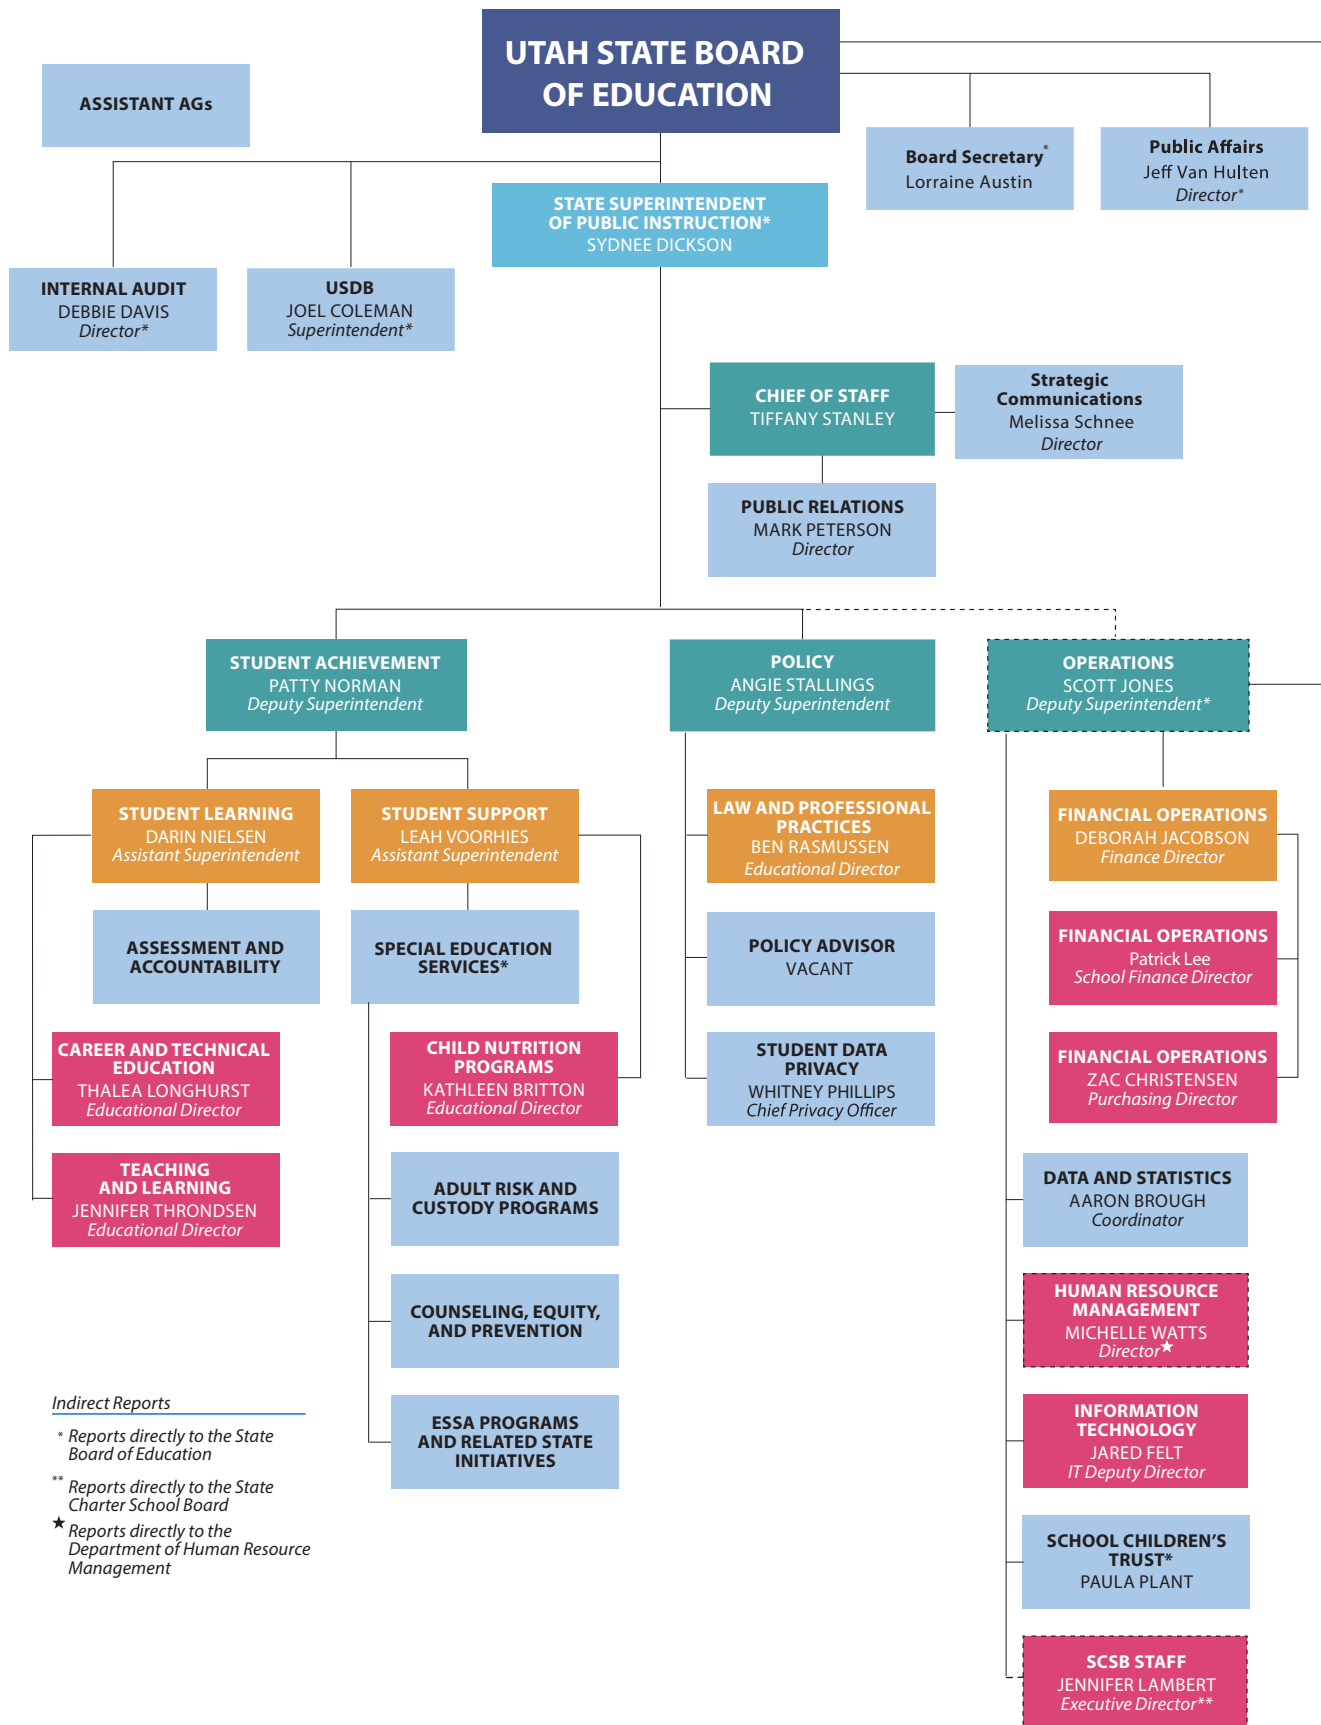 UTAH STATE BOARD
OF EDUCATION
ASSISTANT AGs
Board Secretary*
Lorraine Austin
Public Affairs
Jeff Van Hulten
Director*
STATE SUPERINTENDENT
OF PUBLIC INSTRUCTION*
SYDNEE DICKSON
INTERNAL AUDIT
DEBBIE DAVIS
Director*
USDB
JOEL COLEMAN
Superintendent*
CHIEF OF STAFF
TIFFANY STANLEY
Strategic
Communications
Melissa Schnee
Director
PUBLIC RELATIONS
MARK PETERSON
Director
STUDENT ACHIEVEMENT
PATTY NORMAN
Deputy Superintendent
POLICY
ANGIE STALLINGS
Deputy Superintendent
OPERATIONS
SCOTT JONES
Deputy Superintendent*
STUDENT LEARNING
DARIN NIELSEN
Assistant Superintendent
STUDENT SUPPORT
LEAH VOORHIES
Assistant Superintendent
LAW AND PROFESSIONAL
PRACTICES
BEN RASMUSSEN
Educational Director
FINANCIAL OPERATIONS
DEBORAH JACOBSON
Finance Director
ASSESSMENT AND
ACCOUNTABILITY
SPECIAL EDUCATION
SERVICES*
POLICY ADVISOR
VACANT
FINANCIAL OPERATIONS
Patrick Lee
School Finance Director
CAREER AND TECHNICAL
EDUCATION
THALEA LONGHURST
Educational Director
CHILD NUTRITION
PROGRAMS
KATHLEEN BRITTON
Educational Director
STUDENT DATA
PRIVACY
WHITNEY PHILLIPS
Chief Privacy Officer
FINANCIAL OPERATIONS
ZAC CHRISTENSEN
Purchasing Director
TEACHING
AND LEARNING
JENNIFER THRONDSEN
Educational Director
ADULT RISK AND
CUSTODY PROGRAMS
DATA AND STATISTICS
AARON BROUGH
Coordinator
COUNSELING, EQUITY,
AND PREVENTION
HUMAN RESOURCE
MANAGEMENT
MICHELLE WATTS
Director★
ESSA PROGRAMS
AND RELATED STATE
INITIATIVES
INFORMATION
TECHNOLOGY
JARED FELT
IT Deputy Director
SCHOOL CHILDREN'S
TRUST*
PAULA PLANT
SCSB STAFF
JENNIFER LAMBERT
Executive Director**
Indirect Reports
* Reports directly to the State
Board of Education
** Reports directly to the State
Charter School Board
★ Reports directly to the
Department of Human Resource
Management